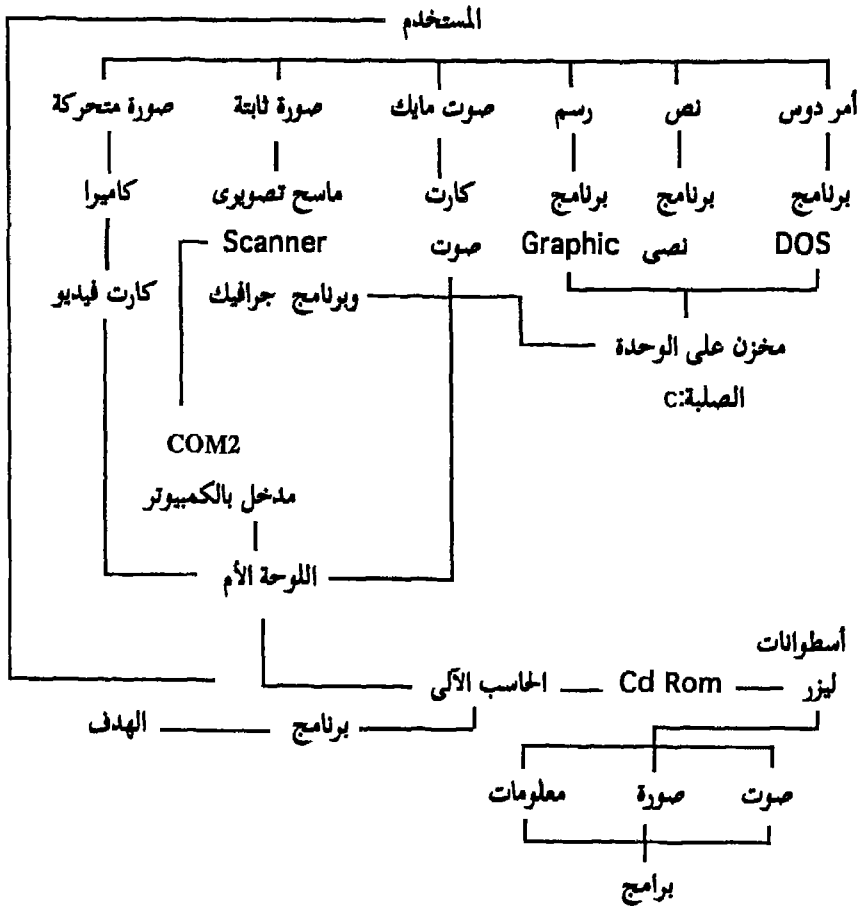 المستخدم
أمر دوس نص رسم صوت مايك صورة ثابتة صورة متحركة
برنامج برنامج برنامج كارت ماسح تصويرى كاميرا
DOS نصى Graphic صوت Scanner
وبرنامج جرافيك كارت فيديو
مخزن على الوحدة
الصلبة:c
COM2
مدخل بالكمبيوتر
اللوحة الأم
أسطوانات
ليزر Cd Rom الحاسب الآلى
برنامج الهدف
صوت صورة معلومات
برامج